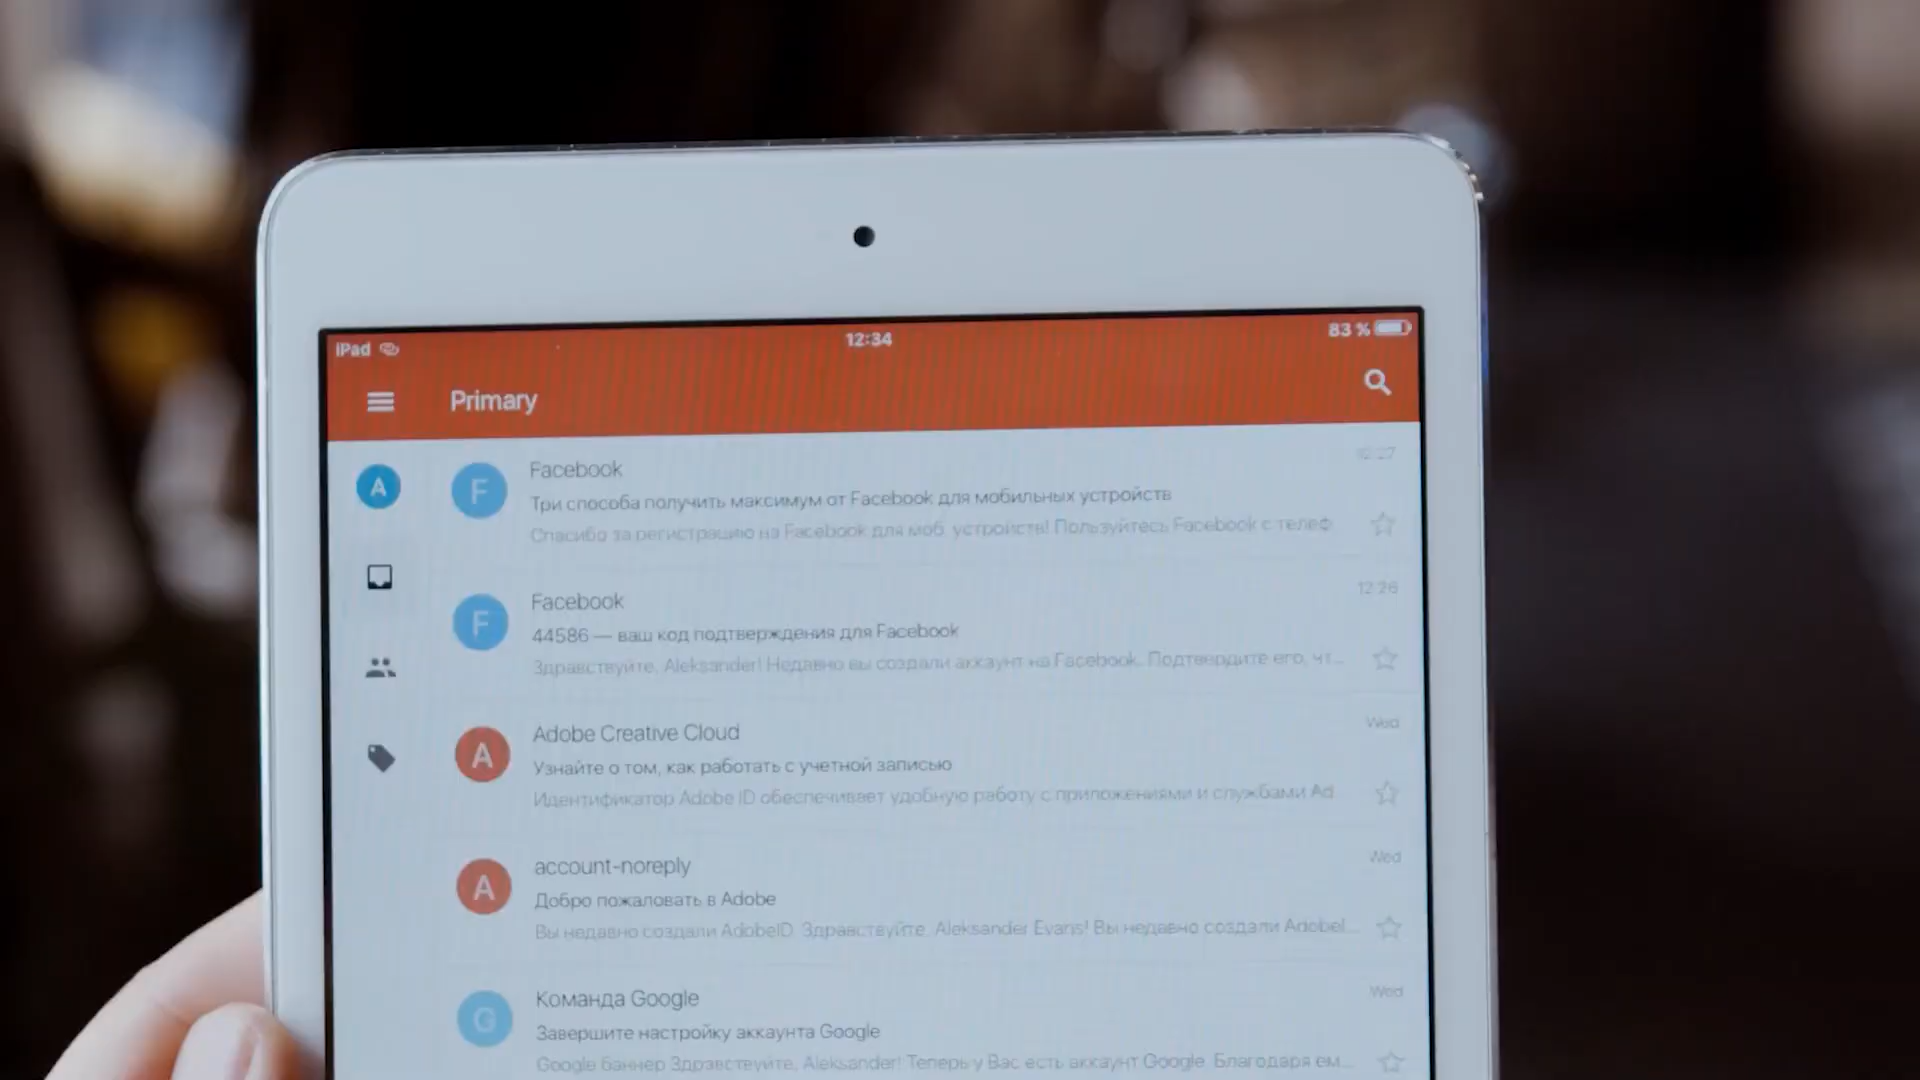 iPad
12:34
83 %
Primary
A
F
Facebook
12:27
Три способа получить максимум от Facebook для мобильных устройств
Спасибо за регистрацию на Facebook для моб. устройств! Пользуйтесь Facebook с телеф
F
Facebook
12:26
44586 — ваш код подтверждения для Facebook
Здравствуйте, Aleksander! Недавно вы создали аккаунт на Facebook. Подтвердите его, чт...
A
Adobe Creative Cloud
Wed
Узнайте о том, как работать с учетной записью
Идентификатор Adobe ID обеспечивает удобную работу с приложениями и службами Ad
A
account-noreply
Wed
Добро пожаловать в Adobe
Вы недавно создали AdobeID. Здравствуйте, Aleksander Evans! Вы недавно создали AdobeI...
G
Команда Google
Wed
Завершите настройку аккаунта Google
Google баннер Здравствуйте, Aleksander! Теперь у Вас есть аккаунт Google. Благодаря ем...